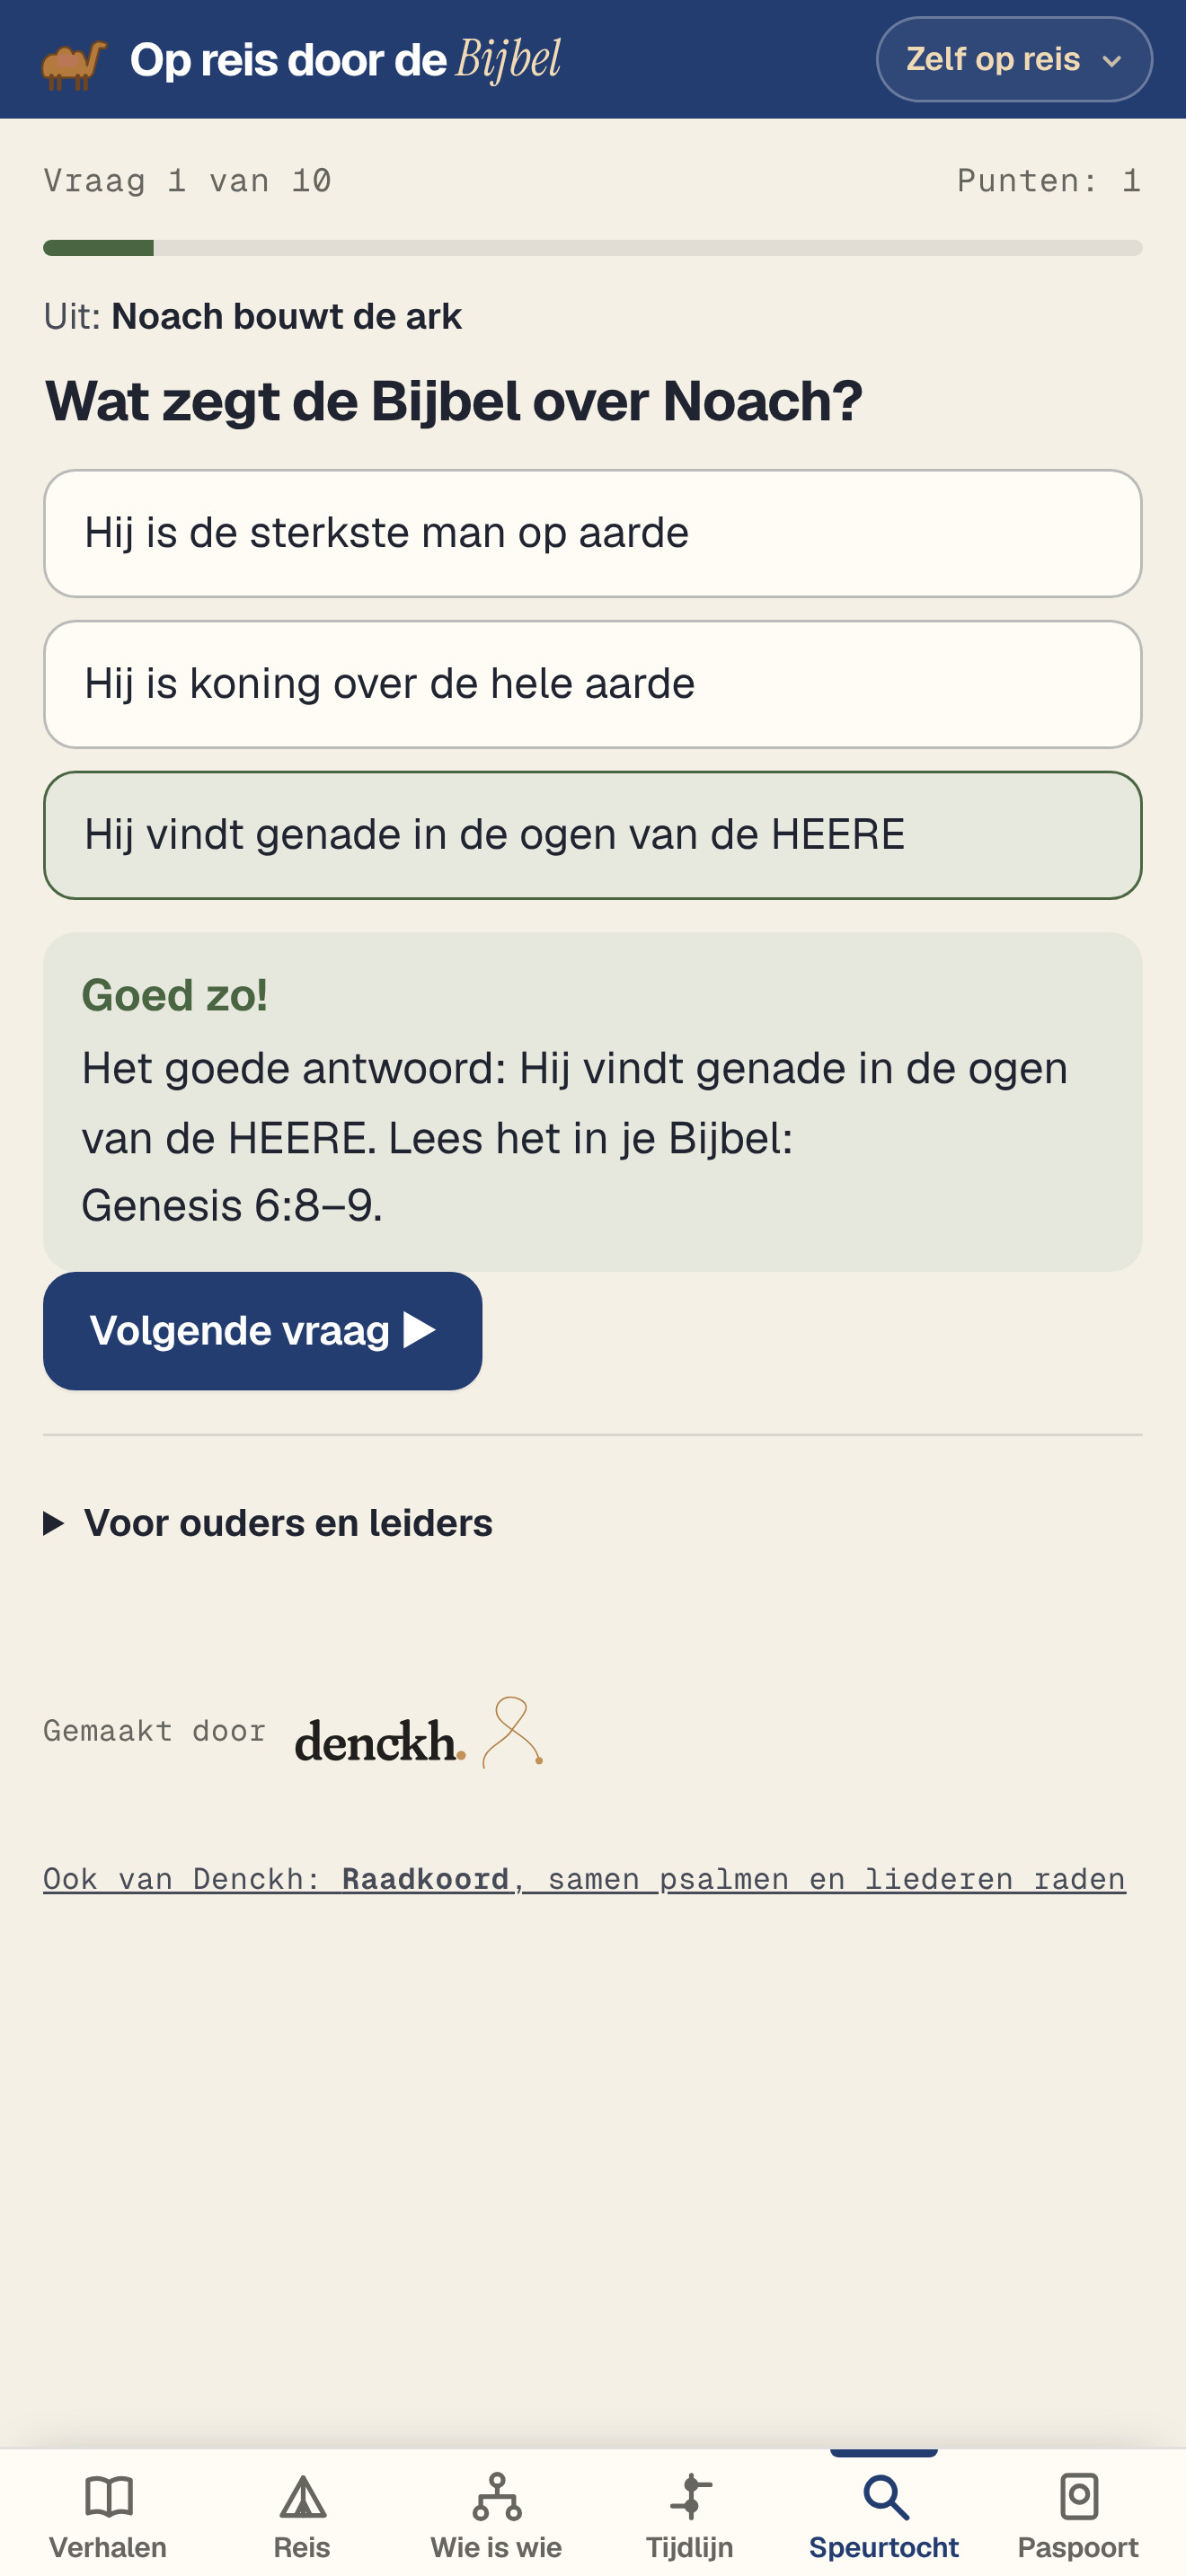 Op reis door de Bijbel
Zelf op reis
Vraag 1 van 10
Punten: 1
Uit: Noach bouwt de ark
Wat zegt de Bijbel over Noach?
Hij is de sterkste man op aarde
Hij is koning over de hele aarde
Hij vindt genade in de ogen van de HEERE
Goed zo!
Het goede antwoord: Hij vindt genade in de ogen
van de HEERE. Lees het in je Bijbel:
Genesis 6:8–9.
Volgende vraag ▶
Voor ouders en leiders
Gemaakt door denckh.
Ook van Denckh: Raadkoord, samen psalmen en liederen raden
Verhalen
Reis
Wie is wie
Tijdlijn
Speurtocht
Paspoort